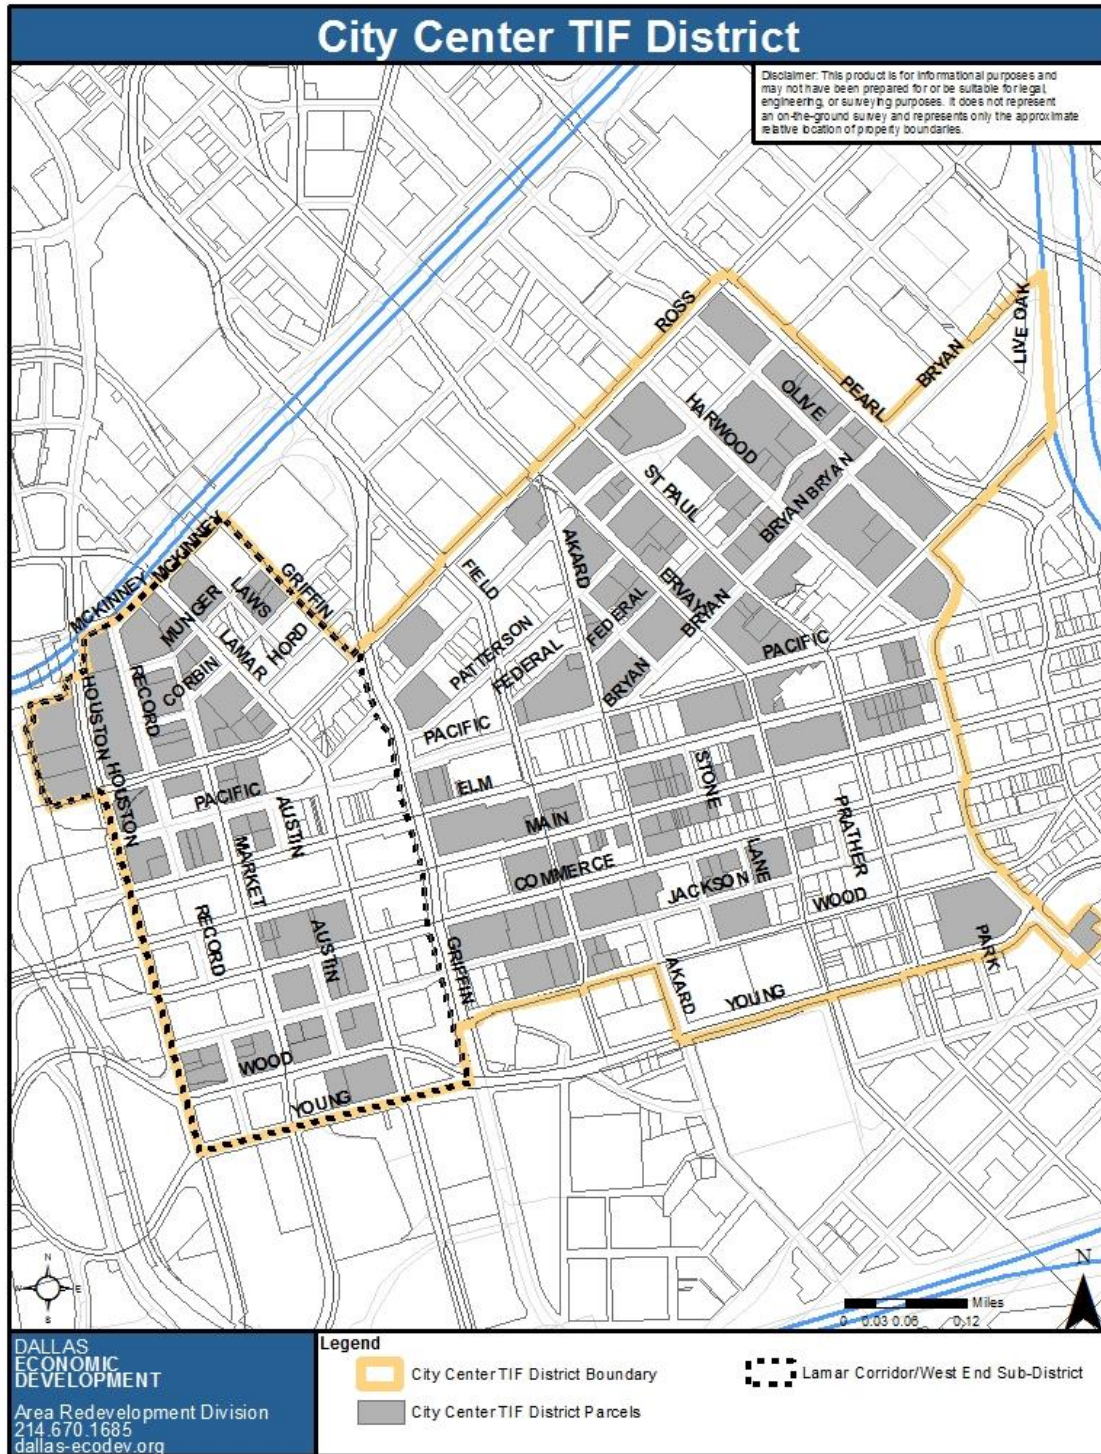 City Center TIF District
Disclaimer: This product is for informational purposes and
may not have been prepared for or be suitable for legal,
engineering, or surveying purposes. It does not represent
an on-the-ground survey and represents only the approximate
relative location of property boundaries.
ROSS
LIVE OAK
BRYAN
PEARL
OLIVE
HARWOOD
ST PAUL
BRYAN
BRYAN
MCKINNEY
MCKINNEY
GRIFFIN
FIELD
AKARD
ERVAY
BRYAN
LAWS
MUNGER
HORD
LAMAR
CORBIN
RECORD
PATTERSON
FEDERAL
FEDERAL
BRYAN
PACIFIC
HOUSTON
HOUSTON
PACIFIC
ELM
STONE
PACIFIC
AUSTIN
MARKET
MAIN
PRATHER
COMMERCE
LANE
JACKSON
WOOD
RECORD
AUSTIN
GRIFFIN
PARK
AKARD
YOUNG
WOOD
YOUNG
N
W
E
S
N
Miles
0 0.03 0.06 0.12
DALLAS
ECONOMIC
DEVELOPMENT
Area Redevelopment Division
214.670.1685
dallas-ecodev.org
Legend
City Center TIF District Boundary
Lamar Corridor/West End Sub-District
City Center TIF District Parcels